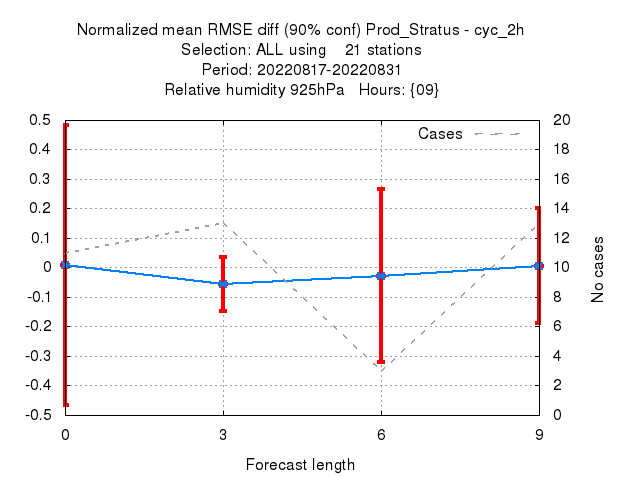 Normalized mean RMSE diff (90% conf) Prod_Stratus - cyc_2h
Selection: ALL using 21 stations
Period: 20220817-20220831
Relative humidity 925hPa Hours: {09}
Cases
0.5
0.4
0.3
0.2
0.1
0
-0.1
-0.2
-0.3
-0.4
-0.5
20
18
16
14
12
10
8
6
4
2
0
No cases
0 3 6 9
Forecast length